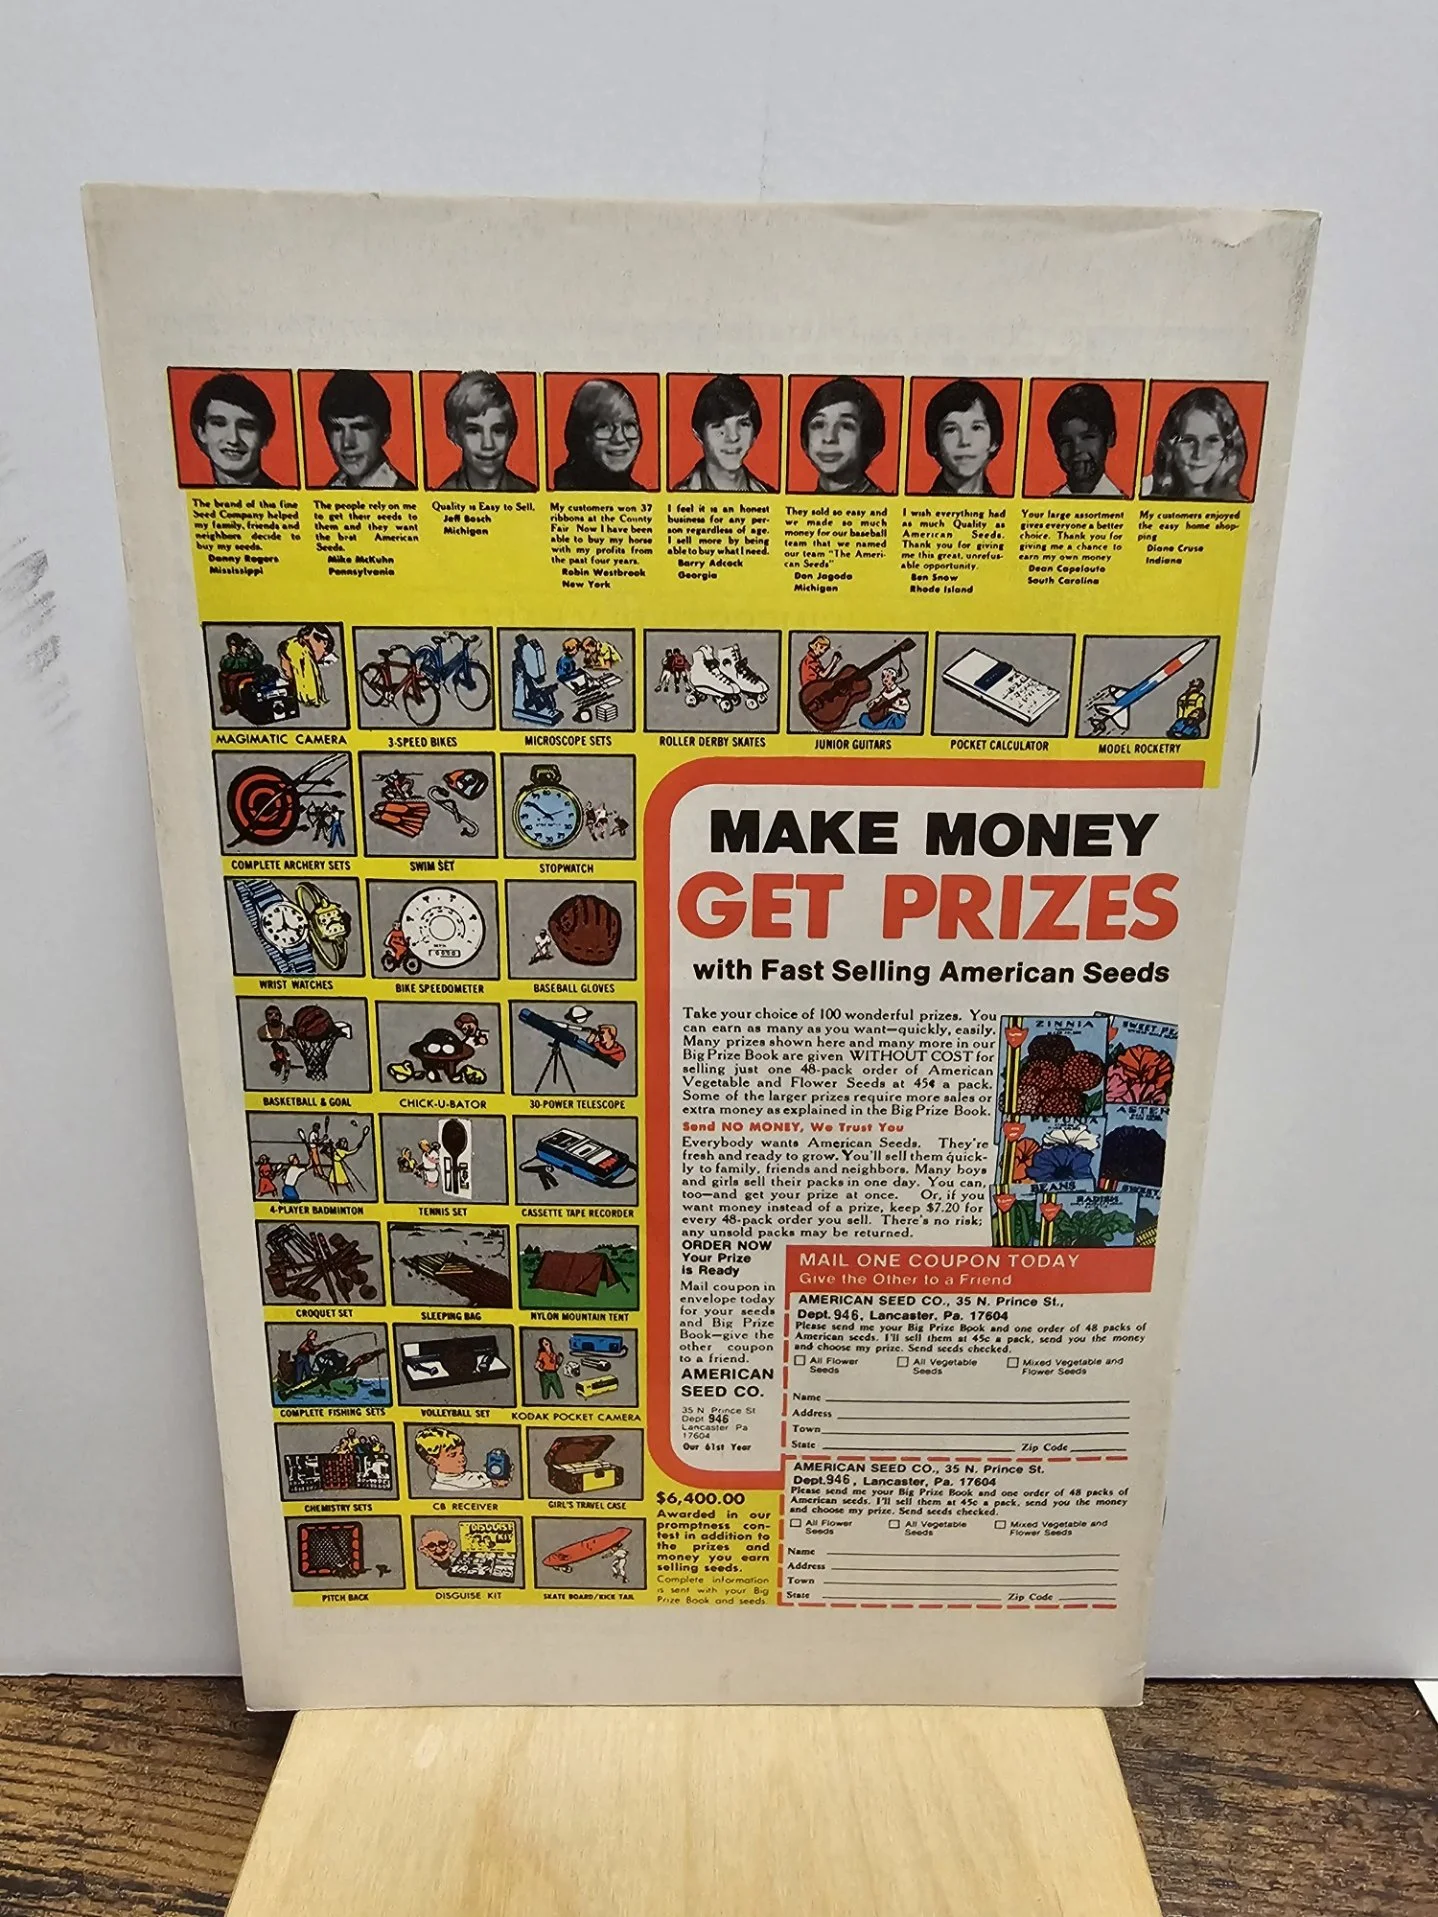 The brand of this fine
Seed Company helped
my family, friends and
neighbors decide to
buy my seeds.
Danny Rogers
Mississippi
The people rely on me
to get their seeds to
them and they want
the best American
Seeds.
Mike McKuhn
Pennsylvania
Quality is Easy to Sell.
Jeff Bosch
Michigan
My customers won 37
ribbons at the County
Fair Now I have been
able to buy my horse
with my profits from
the past four years.
Robin Westbrook
New York
I feel it is an honest
business for any per-
son regardless of age.
I sell more by being
able to buy what I need.
Barry Adcock
Georgia
They sold so easy and
we made so much
money for our baseball
team that we named
our team "The Ameri-
can Seeds"
Don Jagoda
Michigan
I wish everything had
as much Quality as
American Seeds.
Thank you for giving
me this great, unrefus-
able opportunity.
Ben Snow
Rhode Island
Your large assortment
gives everyone a better
choice. Thank you for
giving me a chance to
earn my own money
Dean Capelouto
South Carolina
My customers enjoyed
the easy home shop-
ping
Diane Cruse
Indiana
MAGIMATIC CAMERA
3-SPEED BIKES
MICROSCOPE SETS
ROLLER DERBY SKATES
JUNIOR GUITARS
POCKET CALCULATOR
MODEL ROCKETRY
COMPLETE ARCHERY SETS
SWIM SET
STOPWATCH
WRIST WATCHES
BIKE SPEEDOMETER
BASEBALL GLOVES
BASKETBALL & GOAL
CHICK-U-BATOR
30-POWER TELESCOPE
4-PLAYER BADMINTON
TENNIS SET
CASSETTE TAPE RECORDER
CROQUET SET
SLEEPING BAG
NYLON MOUNTAIN TENT
COMPLETE FISHING SETS
VOLLEYBALL SET
KODAK POCKET CAMERA
CHEMISTRY SETS
CB RECEIVER
GIRL'S TRAVEL CASE
PITCH BACK
DISGUISE KIT
SKATE BOARD/KICK TAIL
MAKE MONEY
GET PRIZES
with Fast Selling American Seeds
Take your choice of 100 wonderful prizes. You
can earn as many as you want—quickly, easily.
Many prizes shown here and many more in our
Big Prize Book are given WITHOUT COST for
selling just one 48-pack order of American
Vegetable and Flower Seeds at 45¢ a pack.
Some of the larger prizes require more sales or
extra money as explained in the Big Prize Book.
Send NO MONEY, We Trust You
Everybody wants American Seeds. They're
fresh and ready to grow. You'll sell them quick-
ly to family, friends and neighbors. Many boys
and girls sell their packs in one day. You can,
too—and get your prize at once. Or, if you
want money instead of a prize, keep $7.20 for
every 48-pack order you sell. There's no risk;
any unsold packs may be returned.
ZINNIA
SWEET PE
PETUNIA
ASTER
BEANS
RADISH
SWEET
ORDER NOW
Your Prize
is Ready
Mail coupon in
envelope today
for your seeds
and Big Prize
Book—give the
other coupon
to a friend.
AMERICAN
SEED CO.
35 N. Prince St
Dept 946
Lancaster Pa
17604
Our 61st Year
$6,400.00
Awarded in our
promptness con-
test in addition to
the prizes and
money you earn
selling seeds.
Complete information
is sent with your Big
Prize Book and seeds.
MAIL ONE COUPON TODAY
Give the Other to a Friend
AMERICAN SEED CO., 35 N. Prince St.,
Dept. 946, Lancaster, Pa. 17604
Please send me your Big Prize Book and one order of 48 packs of
American seeds. I'll sell them at 45c a pack, send you the money
and choose my prize. Send seeds checked.
All Flower Seeds
All Vegetable Seeds
Mixed Vegetable and Flower Seeds
Name
Address
Town
State Zip Code
AMERICAN SEED CO., 35 N. Prince St.
Dept. 946, Lancaster, Pa. 17604
Please send me your Big Prize Book and one order of 48 packs of
American seeds. I'll sell them at 45c a pack, send you the money
and choose my prize. Send seeds checked.
All Flower Seeds
All Vegetable Seeds
Mixed Vegetable and Flower Seeds
Name
Address
Town
State Zip Code